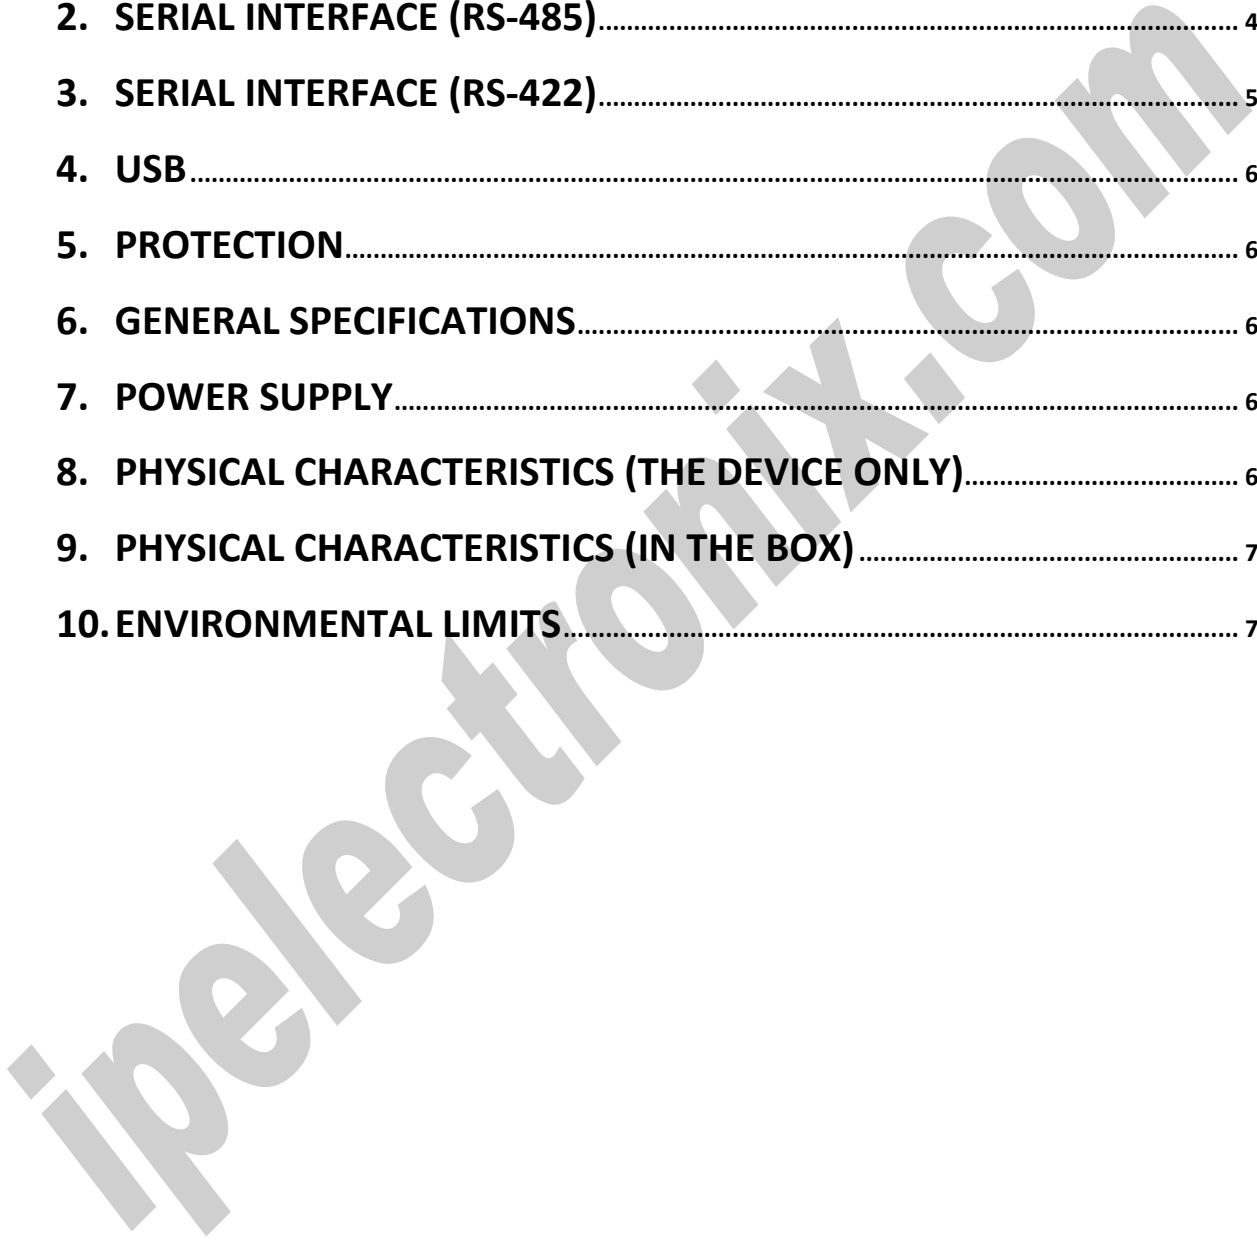 2. SERIAL INTERFACE (RS-485)........................................ 4
3. SERIAL INTERFACE (RS-422)........................................ 5
4. USB........................................ 6
5. PROTECTION........................................ 6
6. GENERAL SPECIFICATIONS........................................ 6
7. POWER SUPPLY........................................ 6
8. PHYSICAL CHARACTERISTICS (THE DEVICE ONLY)........................................ 6
9. PHYSICAL CHARACTERISTICS (IN THE BOX)........................................ 7
10. ENVIRONMENTAL LIMITS........................................ 7
ipelectronix.com